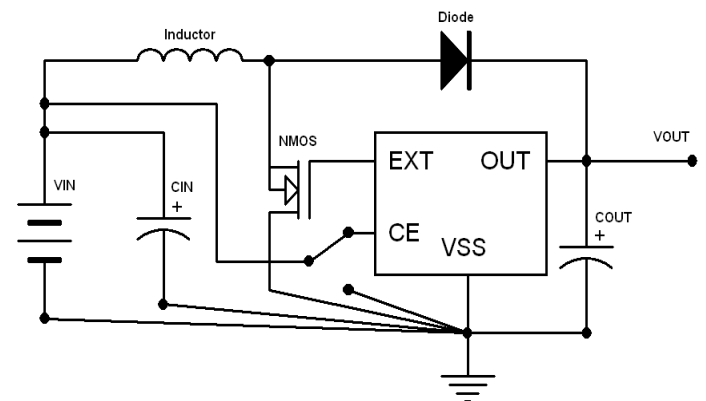 Diode
Inductor
NMOS
VOUT
EXT
OUT
VIN
CIN
+
COUT
+
CE
VSS